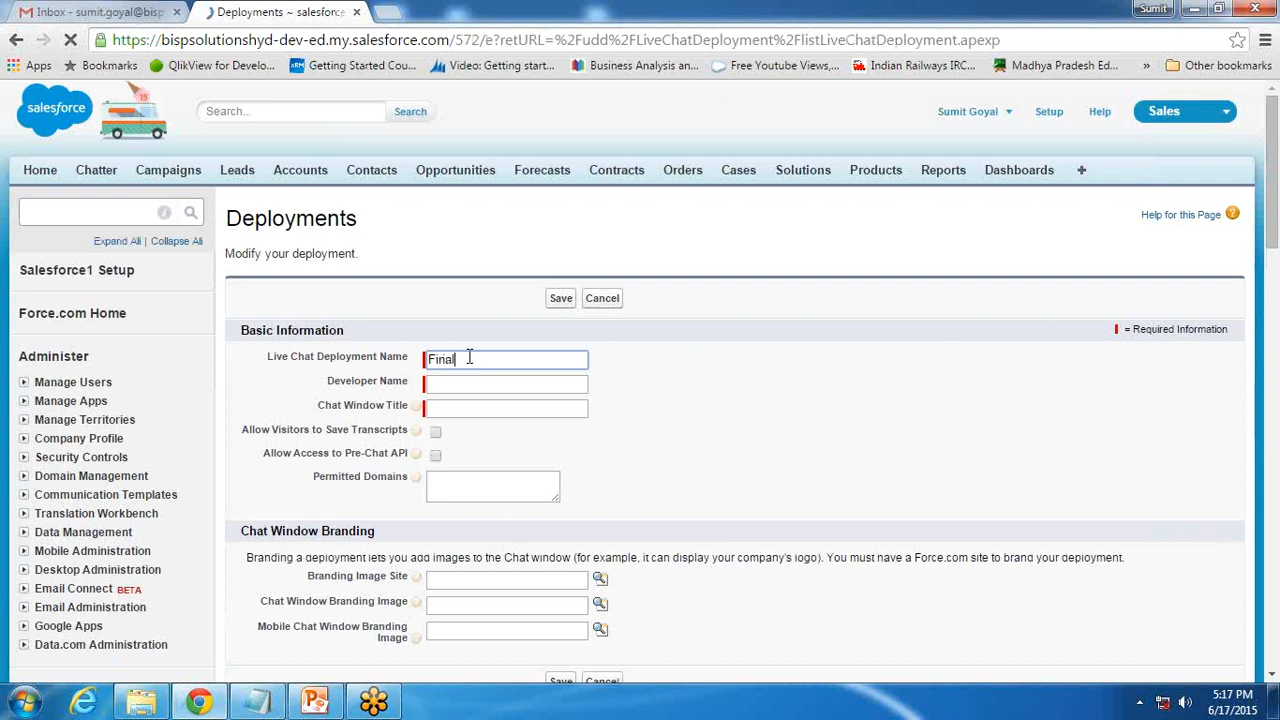 Inbox - sumit.goyal@bisp
Deployments ~ salesforce
Sumit
https://bispsolutionshyd-dev-ed.my.salesforce.com/572/e?retURL=%2Fudd%2FLiveChatDeployment%2FlistLiveChatDeployment.apexp
Apps
Bookmarks
QlikView for Develo...
Getting Started Cou...
Video: Getting start...
Business Analysis an...
Free Youtube Views,...
Indian Railways IRC...
Madhya Pradesh Ed...
»
Other bookmarks
salesforce
15
Search...
Search
Sumit Goyal
Setup
Help
Sales
Home
Chatter
Campaigns
Leads
Accounts
Contacts
Opportunities
Forecasts
Contracts
Orders
Cases
Solutions
Products
Reports
Dashboards
+
Expand All | Collapse All
Salesforce1 Setup
Force.com Home
Administer
Manage Users
Manage Apps
Manage Territories
Company Profile
Security Controls
Domain Management
Communication Templates
Translation Workbench
Data Management
Mobile Administration
Desktop Administration
Email Connect BETA
Email Administration
Google Apps
Data.com Administration
Deployments
Help for this Page
Modify your deployment.
Save
Cancel
Basic Information
= Required Information
Live Chat Deployment Name
Final
Developer Name
Chat Window Title
Allow Visitors to Save Transcripts
Allow Access to Pre-Chat API
Permitted Domains
Chat Window Branding
Branding a deployment lets you add images to the Chat window (for example, it can display your company's logo). You must have a Force.com site to brand your deployment.
Branding Image Site
Chat Window Branding Image
Mobile Chat Window Branding
Image
Save
Cancel
5:17 PM
6/17/2015